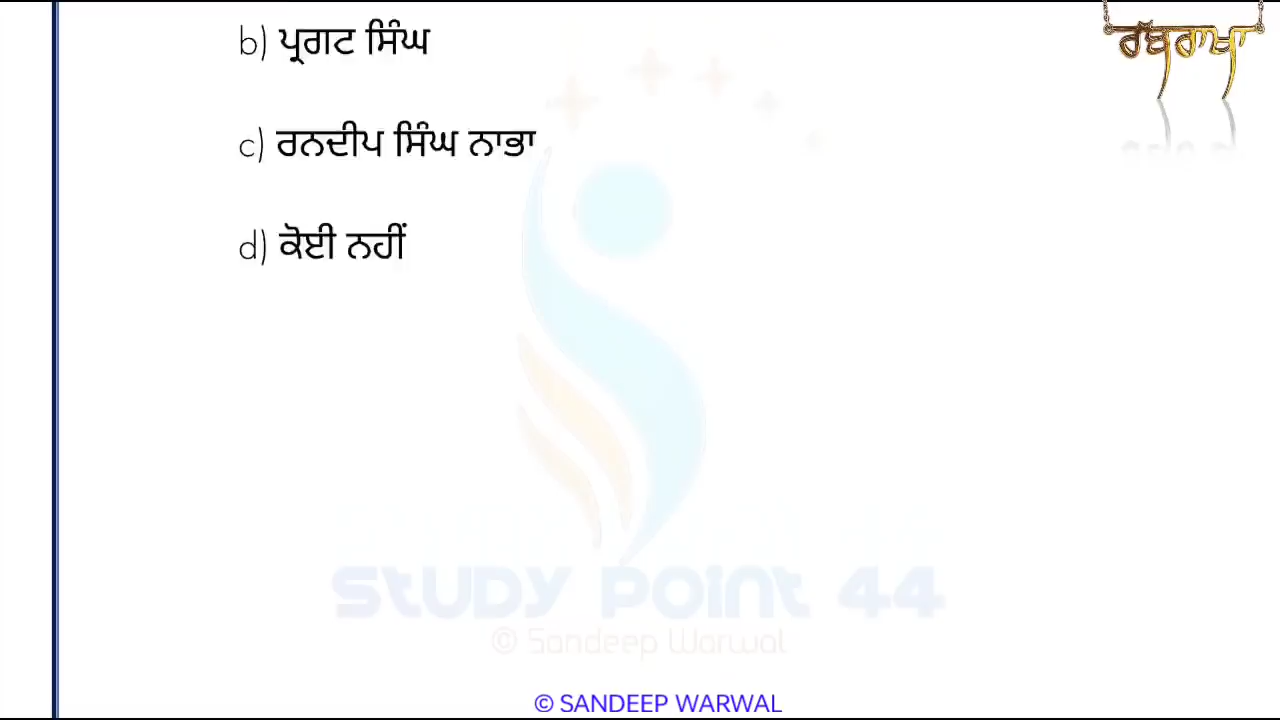 b) ਪ੍ਰਗਟ ਸਿੰਘ
ਰੱਬ ਰਾਖਾ
c) ਰਨਦੀਪ ਸਿੰਘ ਨਾਭਾ
d) ਕੋਈ ਨਹੀਂ
STUDY POINT 44
© Sandeep Warwal
© SANDEEP WARWAL